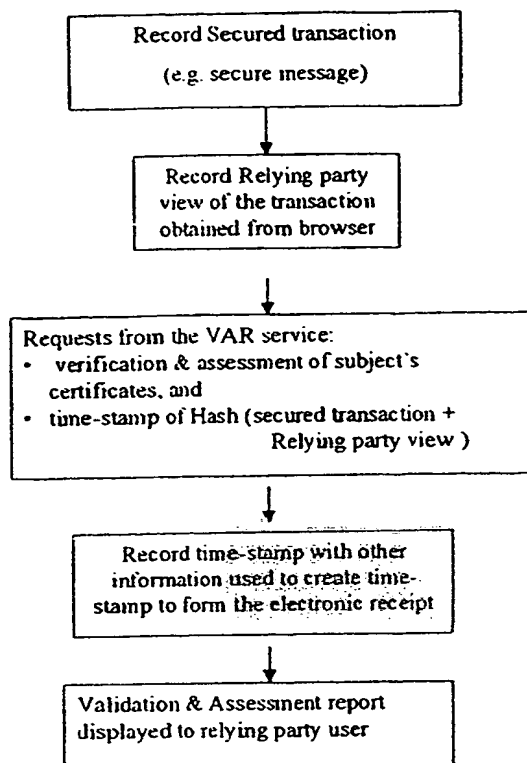 Record Secured transaction
(e.g. secure message)
Record Relying party
view of the transaction
obtained from browser
Requests from the VAR service:
• verification & assessment of subject's
certificates, and
• time-stamp of Hash (secured transaction +
Relying party view )
Record time-stamp with other
information used to create time-
stamp to form the electronic receipt
Validation & Assessment report
displayed to relying party user